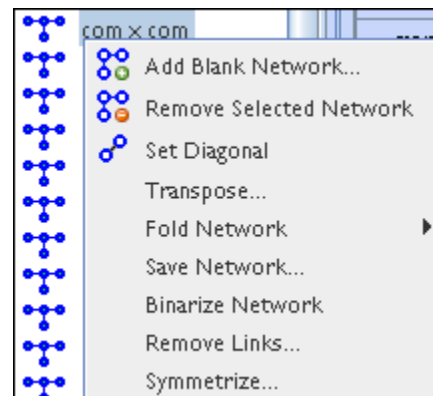 com x com
Add Blank Network...
Remove Selected Network
Set Diagonal
Transpose...
Fold Network
Save Network...
Binarize Network
Remove Links...
Symmetrize...